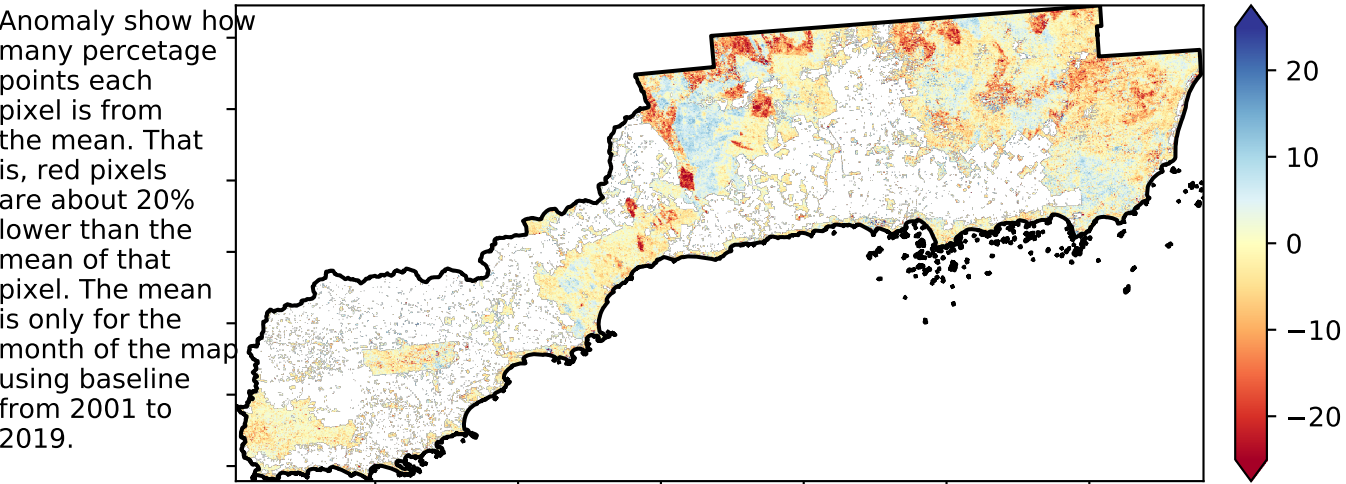 Anomaly show how
many percetage
points each
pixel is from
the mean. That
is, red pixels
are about 20%
lower than the
mean of that
pixel. The mean
is only for the
month of the map
using baseline
from 2001 to
2019.
20
10
0
−10
−20